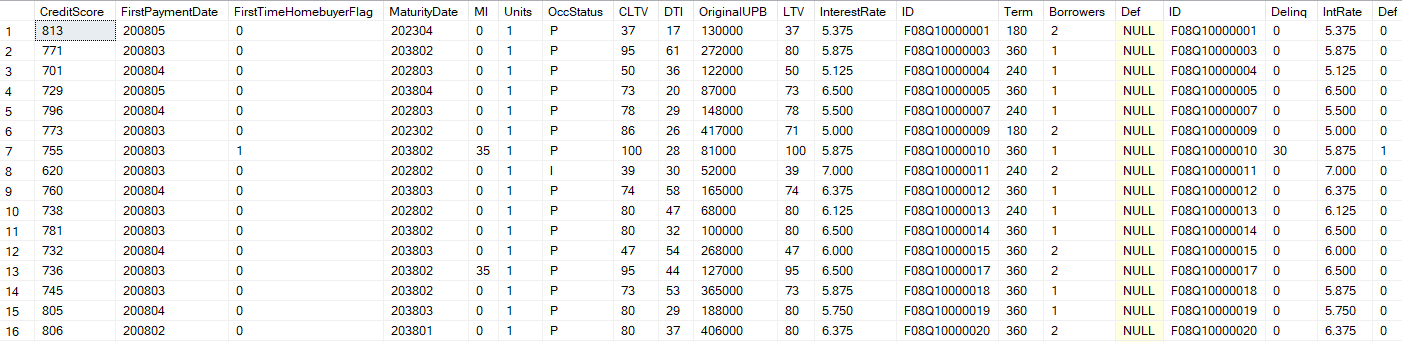 CreditScore FirstPaymentDate FirstTimeHomebuyerFlag MaturityDate MI Units OccStatus CLTV DTI OriginalUPB LTV InterestRate ID Term Borrowers Def ID Delinq IntRate Def
1 813 200805 0 202304 0 1 P 37 17 130000 37 5.375 F08Q10000001 180 2 NULL F08Q10000001 0 5.375 0
2 771 200803 0 203802 0 1 P 95 61 272000 80 5.875 F08Q10000003 360 1 NULL F08Q10000003 0 5.875 0
3 701 200804 0 202803 0 1 P 50 36 122000 50 5.125 F08Q10000004 240 1 NULL F08Q10000004 0 5.125 0
4 729 200805 0 203804 0 1 P 73 20 87000 73 6.500 F08Q10000005 360 1 NULL F08Q10000005 0 6.500 0
5 796 200804 0 202803 0 1 P 78 29 148000 78 5.500 F08Q10000007 240 1 NULL F08Q10000007 0 5.500 0
6 773 200803 0 202302 0 1 P 86 26 417000 71 5.000 F08Q10000009 180 2 NULL F08Q10000009 0 5.000 0
7 755 200803 1 203802 35 1 P 100 28 81000 100 5.875 F08Q10000010 360 1 NULL F08Q10000010 30 5.875 1
8 620 200803 0 202802 0 1 I 39 30 52000 39 7.000 F08Q10000011 240 2 NULL F08Q10000011 0 7.000 0
9 760 200804 0 203803 0 1 P 74 58 165000 74 6.375 F08Q10000012 360 1 NULL F08Q10000012 0 6.375 0
10 738 200803 0 202802 0 1 P 80 47 68000 80 6.125 F08Q10000013 240 1 NULL F08Q10000013 0 6.125 0
11 781 200803 0 203802 0 1 P 80 32 100000 80 6.500 F08Q10000014 360 1 NULL F08Q10000014 0 6.500 0
12 732 200804 0 203803 0 1 P 47 54 268000 47 6.000 F08Q10000015 360 2 NULL F08Q10000015 0 6.000 0
13 736 200803 0 203802 35 1 P 95 44 127000 95 6.500 F08Q10000017 360 2 NULL F08Q10000017 0 6.500 0
14 745 200803 0 203802 0 1 P 73 53 365000 73 5.875 F08Q10000018 360 1 NULL F08Q10000018 0 5.875 0
15 805 200804 0 203803 0 1 P 80 29 188000 80 5.750 F08Q10000019 360 1 NULL F08Q10000019 0 5.750 0
16 806 200802 0 203801 0 1 P 80 37 406000 80 6.375 F08Q10000020 360 2 NULL F08Q10000020 0 6.375 0